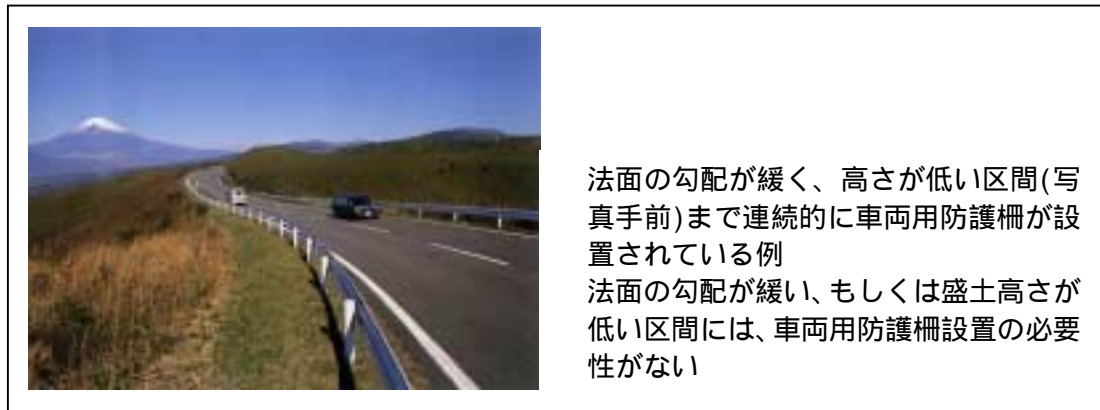 法面の勾配が緩く、高さが低い区間(写
真手前)まで連続的に車両用防護柵が設
置されている例
法面の勾配が緩い、もしくは盛土高さが
低い区間には、車両用防護柵設置の必要
性がない